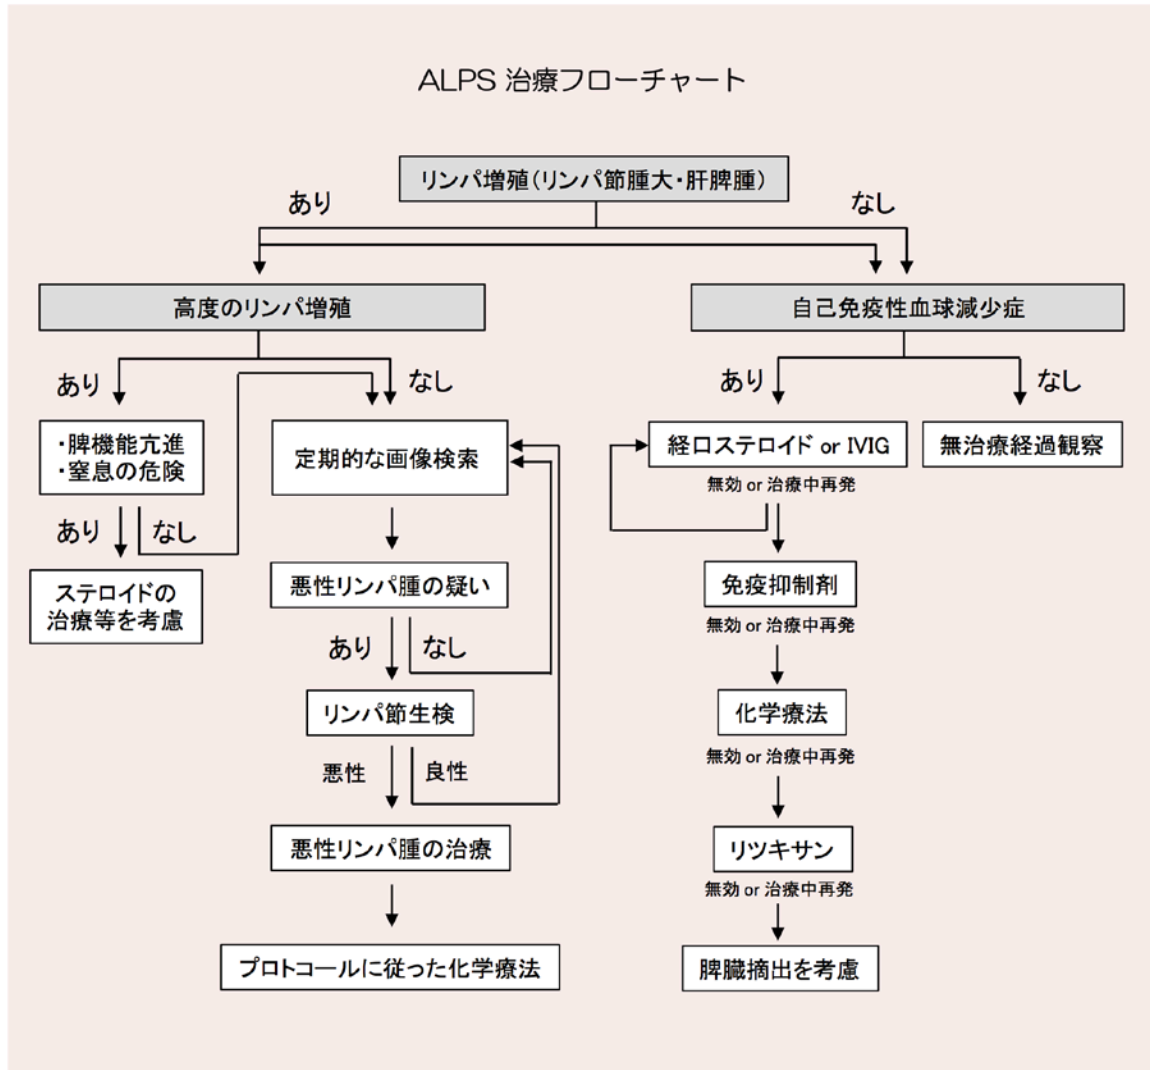 ALPS 治療フローチャート
リンパ増殖(リンパ節腫大・肝脾腫)
あり
なし
高度のリンパ増殖
自己免疫性血球減少症
あり
なし
あり
なし
・脾機能亢進
・窒息の危険
定期的な画像検索
経口ステロイド or IVIG
無治療経過観察
無効 or 治療中再発
あり
なし
ステロイドの
治療等を考慮
悪性リンパ腫の疑い
免疫抑制剤
無効 or 治療中再発
あり
なし
リンパ節生検
化学療法
無効 or 治療中再発
悪性
良性
悪性リンパ腫の治療
リツキサン
無効 or 治療中再発
プロトコールに従った化学療法
脾臓摘出を考慮